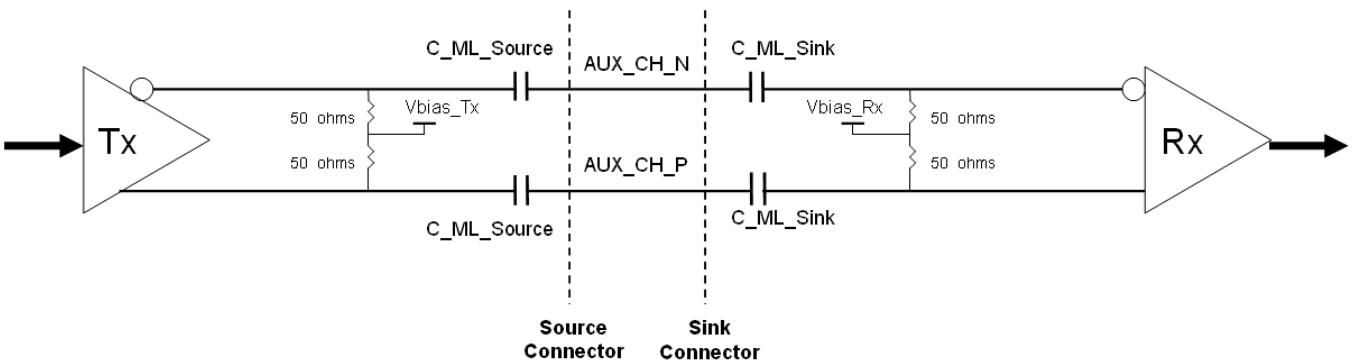 C_ML_Source
AUX_CH_N
C_ML_Sink
Tx
50 ohms
Vbias_Tx
50 ohms
Vbias_Rx
50 ohms
50 ohms
Rx
AUX_CH_P
C_ML_Source
C_ML_Sink
Source
Connector
Sink
Connector